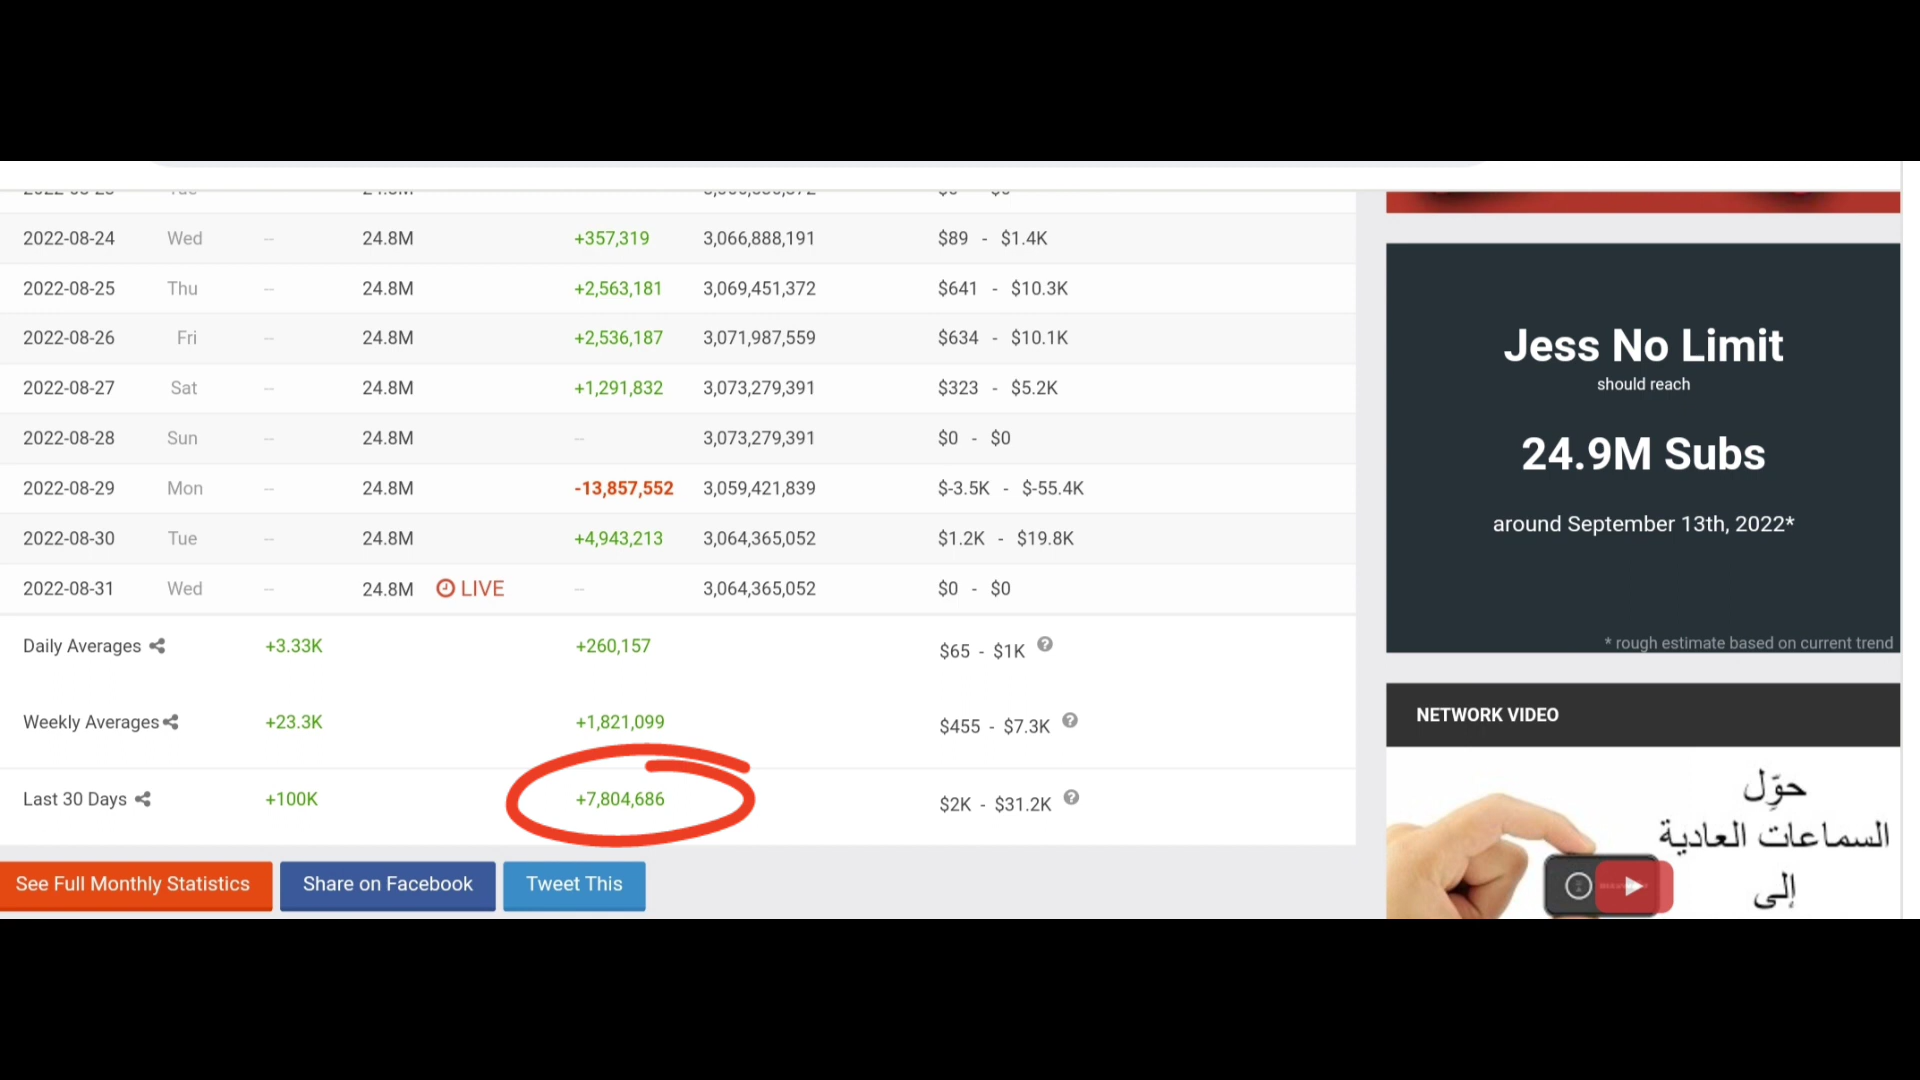 2022-08-24 Wed -- 24.8M +357,319 3,066,888,191 $89 - $1.4K
2022-08-25 Thu -- 24.8M +2,563,181 3,069,451,372 $641 - $10.3K
2022-08-26 Fri -- 24.8M +2,536,187 3,071,987,559 $634 - $10.1K
2022-08-27 Sat -- 24.8M +1,291,832 3,073,279,391 $323 - $5.2K
2022-08-28 Sun -- 24.8M -- 3,073,279,391 $0 - $0
2022-08-29 Mon -- 24.8M -13,857,552 3,059,421,839 $-3.5K - $-55.4K
2022-08-30 Tue -- 24.8M +4,943,213 3,064,365,052 $1.2K - $19.8K
2022-08-31 Wed -- 24.8M LIVE -- 3,064,365,052 $0 - $0
Daily Averages +3.33K +260,157 $65 - $1K ?
Weekly Averages +23.3K +1,821,099 $455 - $7.3K ?
Last 30 Days +100K +7,804,686 $2K - $31.2K ?
See Full Monthly Statistics
Share on Facebook
Tweet This
Jess No Limit
should reach
24.9M Subs
around September 13th, 2022*
* rough estimate based on current trend
NETWORK VIDEO
حوّل
السماعات العادية
إلى